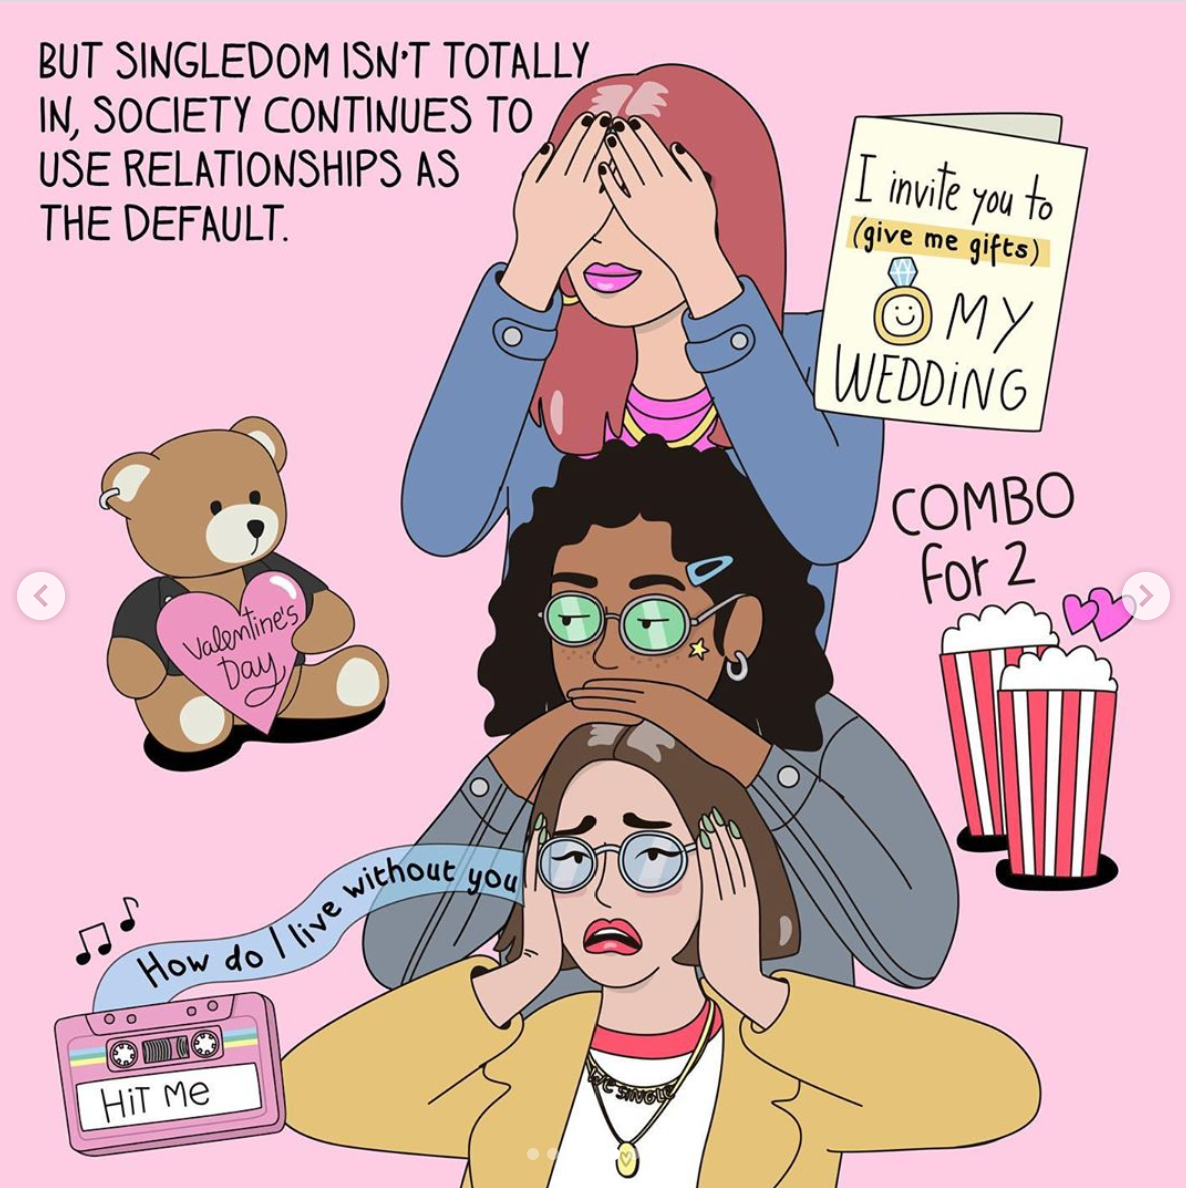 BUT SINGLEDOM ISN'T TOTALLY
IN, SOCIETY CONTINUES TO
USE RELATIONSHIPS AS
THE DEFAULT.
I invite you to
(give me gifts)
MY
WEDDING
COMBO
for 2
Valentine's
Day
How do I live without you
HIT Me
SINGLE